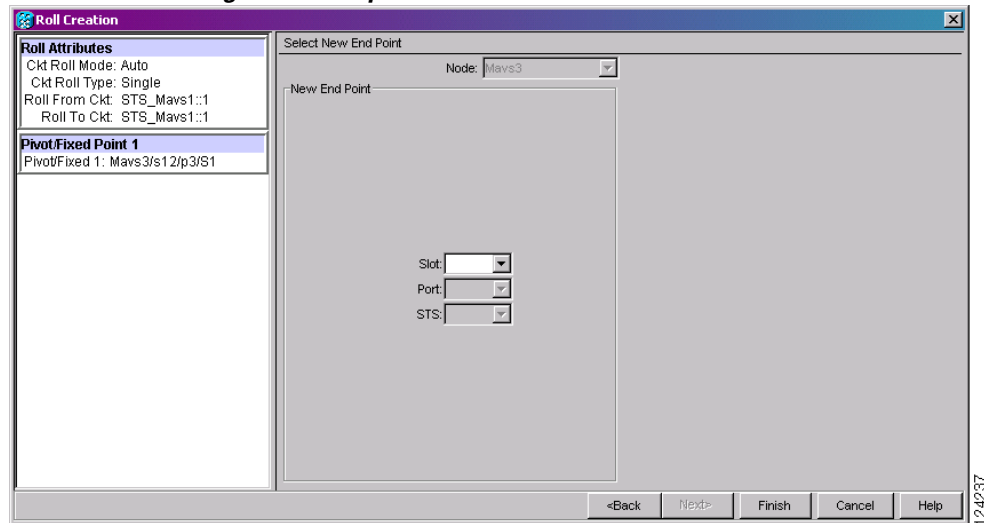 Roll Creation
Roll Attributes
Ckt Roll Mode: Auto
Ckt Roll Type: Single
Roll From Ckt: STS_Mavs1::1
Roll To Ckt: STS_Mavs1::1
Pivot/Fixed Point 1
Pivot/Fixed 1: Mavs3/s12/p3/S1
Select New End Point
Node: Mavs3
New End Point
Slot:
Port:
STS:
<Back Next> Finish Cancel Help
124237